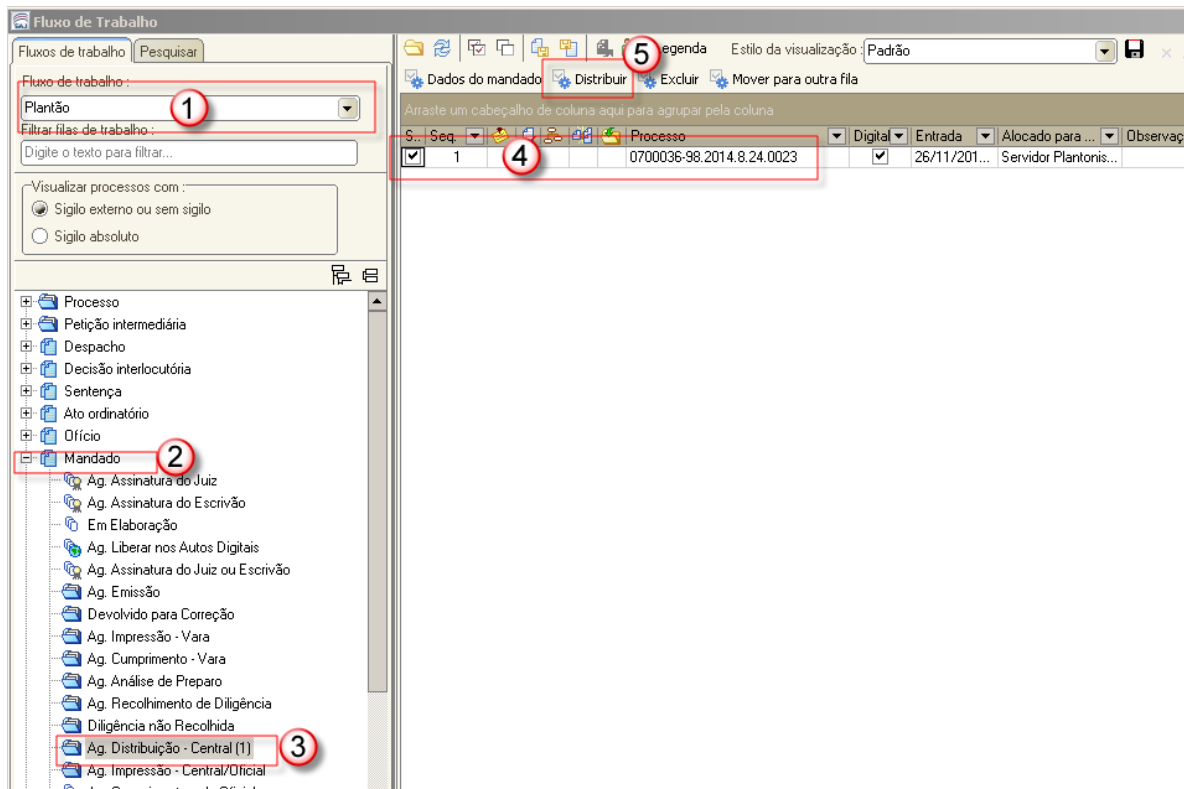 Fluxo de Trabalho
Fluxos de trabalho Pesquisar
Fluxo de trabalho :
Plantão 1
Filtrar filas de trabalho :
Digite o texto para filtrar...
Visualizar processos com :
Sigilo externo ou sem sigilo
Sigilo absoluto
Processo
Petição intermediária
Despacho
Decisão interlocutória
Sentença
Ato ordinatório
Ofício
Mandado 2
Ag. Assinatura do Juiz
Ag. Assinatura do Escrivão
Em Elaboração
Ag. Liberar nos Autos Digitais
Ag. Assinatura do Juiz ou Escrivão
Ag. Emissão
Devolvido para Correção
Ag. Impressão - Vara
Ag. Cumprimento - Vara
Ag. Análise de Preparo
Ag. Recolhimento de Diligência
Diligência não Recolhida
Ag. Distribuição - Central (1) 3
Ag. Impressão - Central/Oficial
5 egenda Estilo da visualização : Padrão
Dados do mandado Distribuir Excluir Mover para outra fila
Arraste um cabeçalho de coluna aqui para agrupar pela coluna
S.. Seq. Processo Digital Entrada Alocado para ... Observaç
1 4 0700036-98.2014.8.24.0023 26/11/201... Servidor Plantonis...